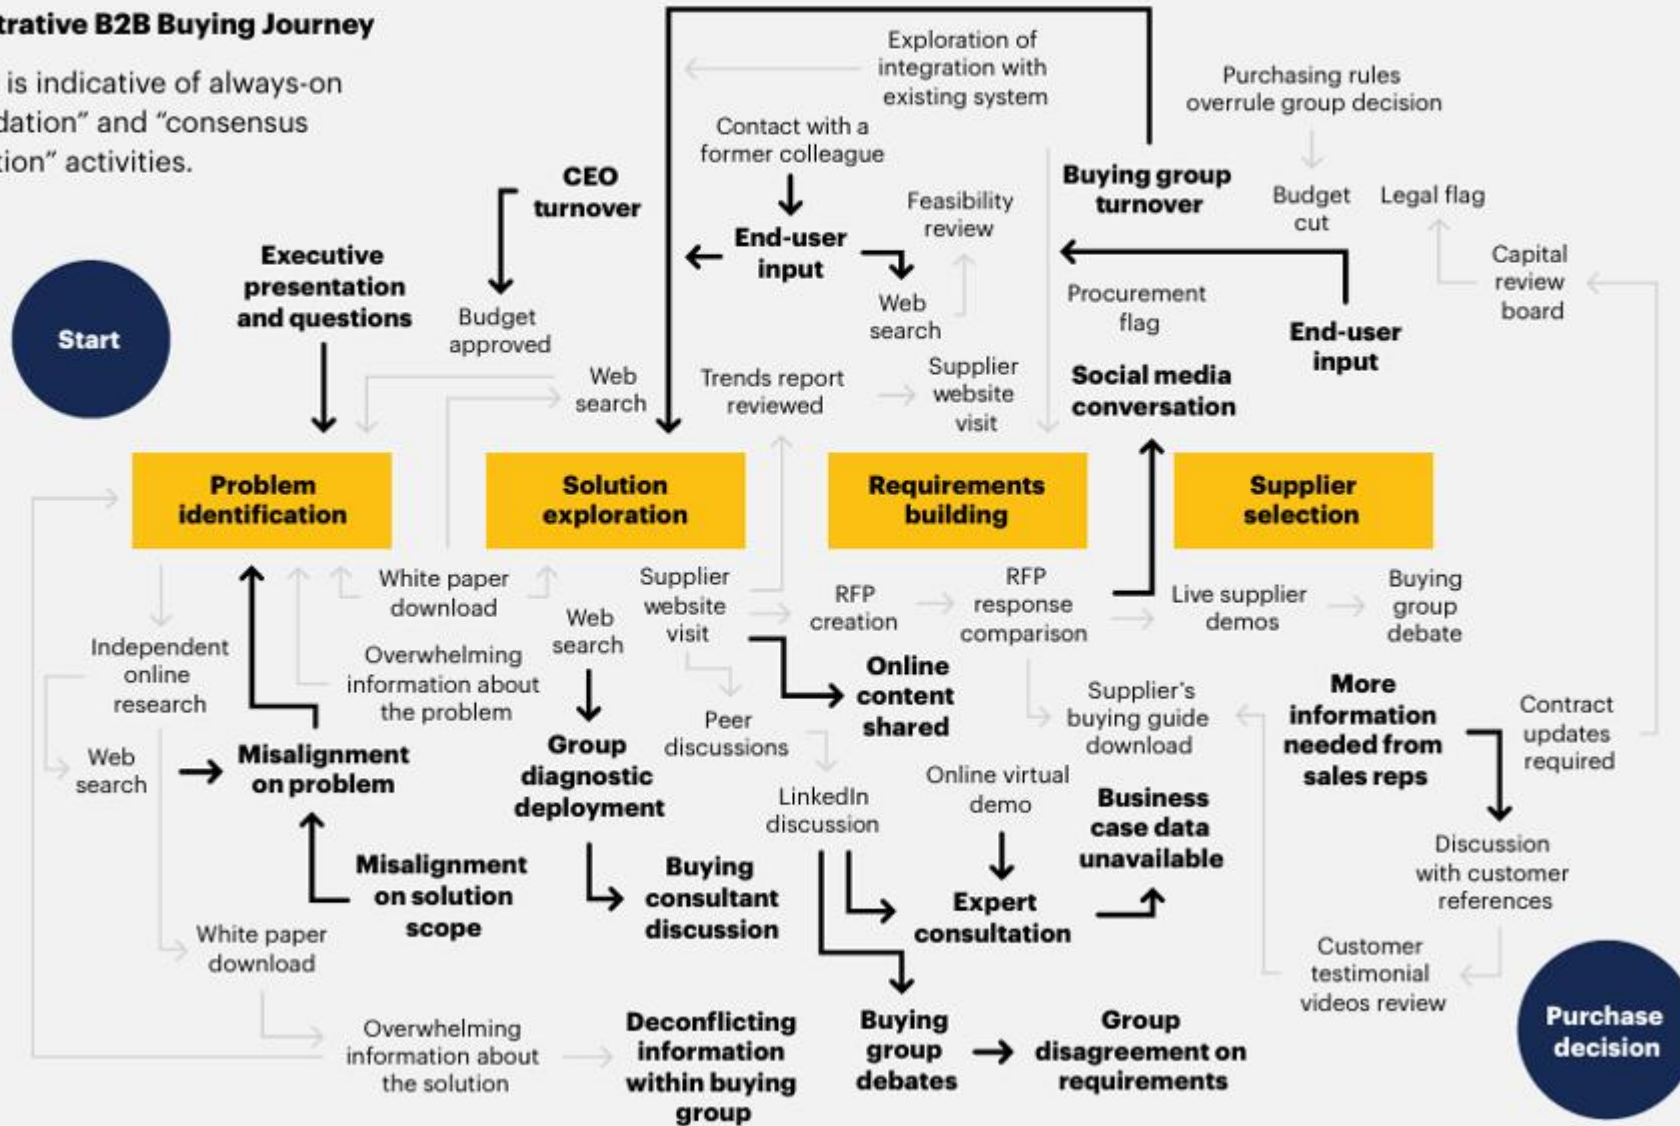 trative B2B Buying Journey
is indicative of always-on
dation” and “consensus
tion” activities.
Start
Executive
presentation
and questions
CEO
turnover
Budget
approved
Web
search
Exploration of
integration with
existing system
Contact with a
former colleague
End-user
input
Feasibility
review
Web
search
Trends report
reviewed
Supplier
website
visit
Buying group
turnover
Purchasing rules
overrule group decision
Budget
cut
Legal flag
Capital
review
board
Procurement
flag
End-user
input
Social media
conversation
Problem
identification
Solution
exploration
Requirements
building
Supplier
selection
White paper
download
Independent
online
research
Overwhelming
information about
the problem
Web
search
Misalignment
on problem
Misalignment
on solution
scope
White paper
download
Overwhelming
information about
the solution
Web
search
Supplier
website
visit
Group
diagnostic
deployment
Peer
discussions
Buying
consultant
discussion
Deconflicting
information
within buying
group
RFP
creation
RFP
response
comparison
Online
content
shared
LinkedIn
discussion
Online virtual
demo
Expert
consultation
Buying
group
debates
Group
disagreement on
requirements
Live supplier
demos
Buying
group
debate
Supplier’s
buying guide
download
Business
case data
unavailable
More
information
needed from
sales reps
Contract
updates
required
Discussion
with customer
references
Customer
testimonial
videos review
Purchase
decision